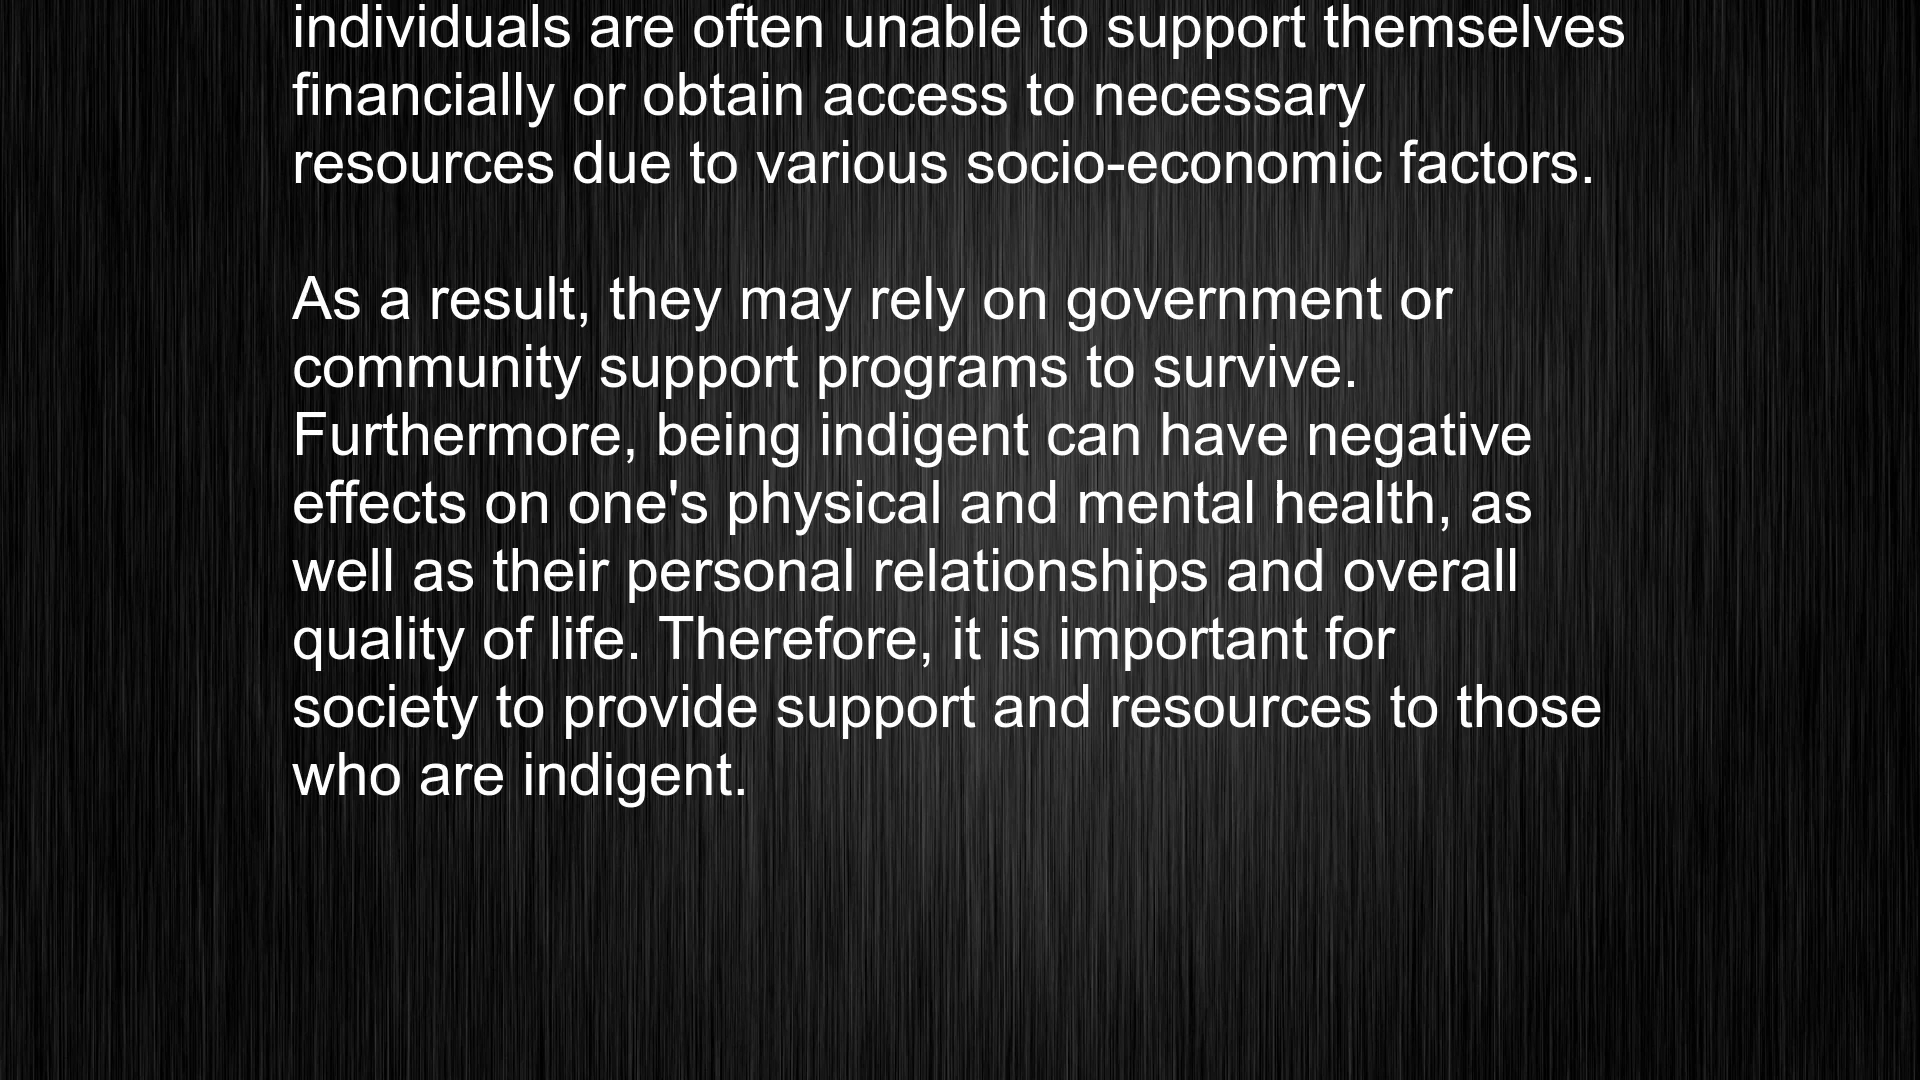 individuals are often unable to support themselves
financially or obtain access to necessary
resources due to various socio-economic factors.
As a result, they may rely on government or
community support programs to survive.
Furthermore, being indigent can have negative
effects on one's physical and mental health, as
well as their personal relationships and overall
quality of life. Therefore, it is important for
society to provide support and resources to those
who are indigent.